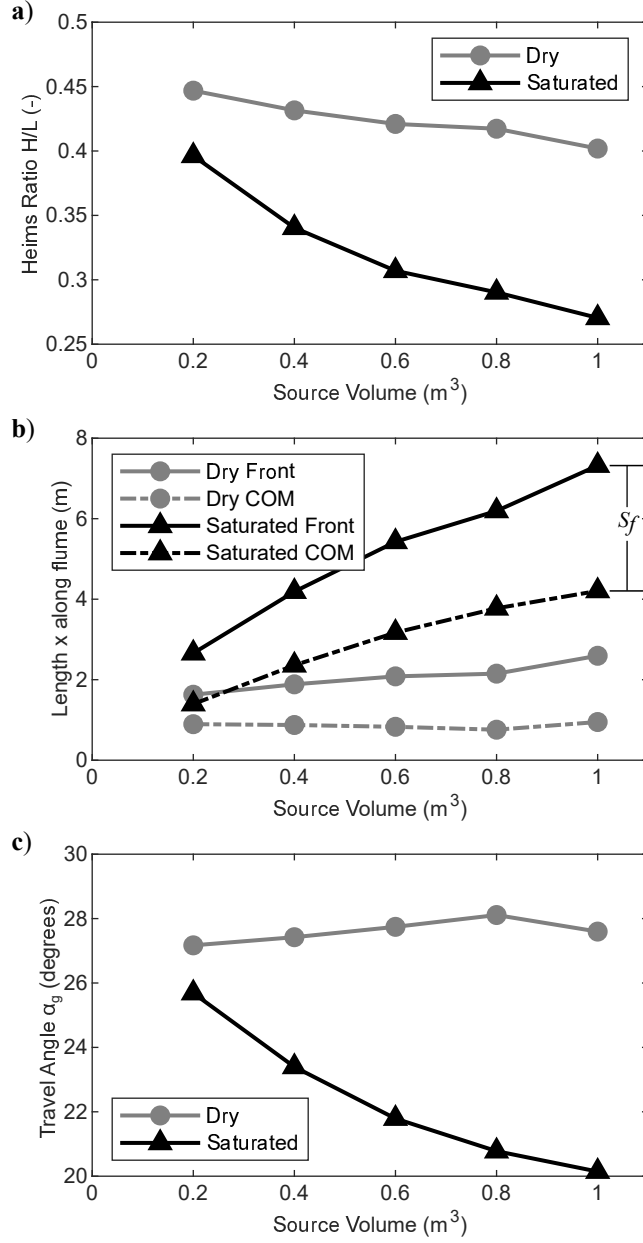 a)
0.5
0.45
0.4
0.35
0.3
0.25
Heims Ratio H/L (-)
Dry
Saturated
0
0.2
0.4
0.6
0.8
1
Source Volume (m³)
b)
8
6
4
2
0
Length x along flume (m)
Dry Front
Dry COM
Saturated Front
Saturated COM
Sf
0
0.2
0.4
0.6
0.8
1
Source Volume (m³)
c)
30
28
26
24
22
20
Travel Angle αg (degrees)
Dry
Saturated
0
0.2
0.4
0.6
0.8
1
Source Volume (m³)